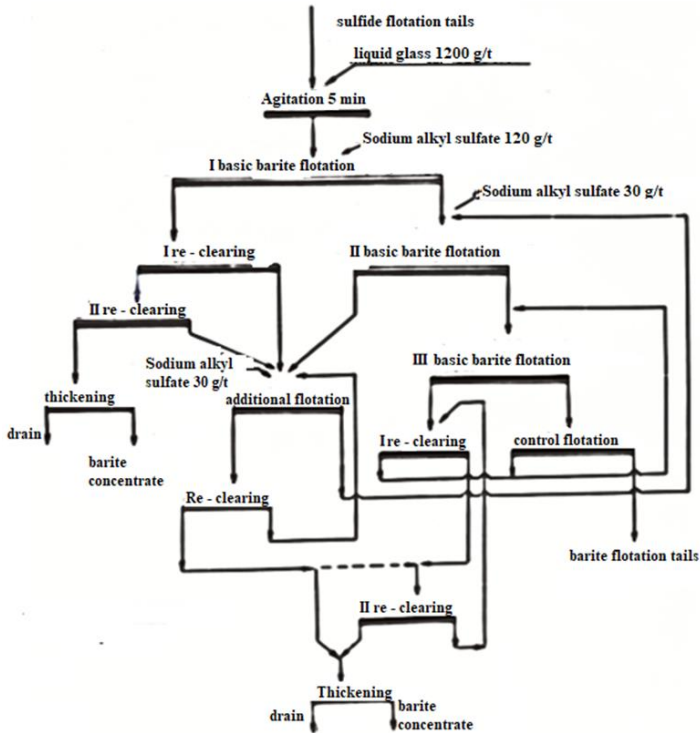 sulfide flotation tails
liquid glass 1200 g/t
Agitation 5 min
Sodium alkyl sulfate 120 g/t
I basic barite flotation
Sodium alkyl sulfate 30 g/t
I re - clearing
II basic barite flotation
II re - clearing
Sodium alkyl
sulfate 30 g/t
III basic barite flotation
thickening
additional flotation
drain
barite
concentrate
I re - clearing
control flotation
Re - clearing
barite flotation tails
II re - clearing
Thickening
drain
barite
concentrate